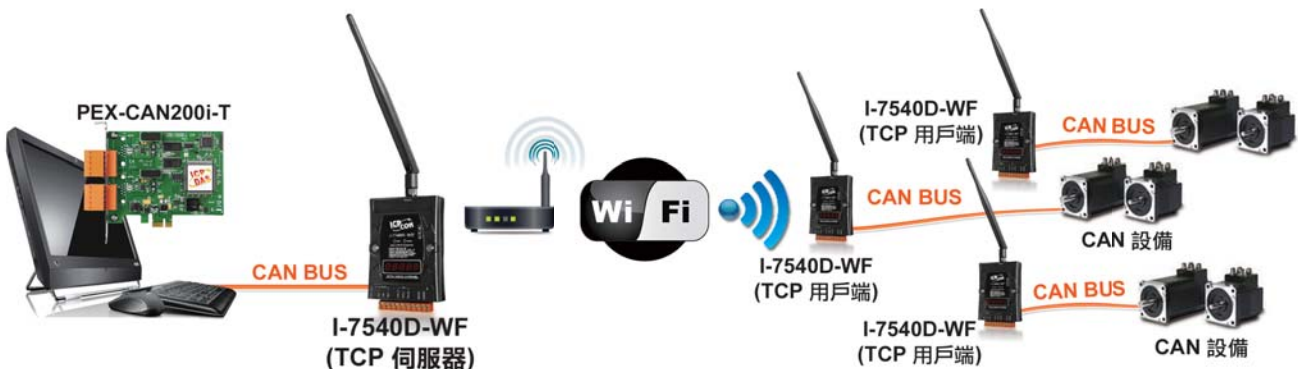 PEX-CAN200i-T
ICP
DAS
CAN BUS
I-7540D-WF
(TCP 伺服器)
Wi Fi
I-7540D-WF
(TCP 用戶端)
CAN BUS
I-7540D-WF
(TCP 用戶端)
CAN BUS
CAN 設備
I-7540D-WF
(TCP 用戶端)
CAN BUS
CAN 設備